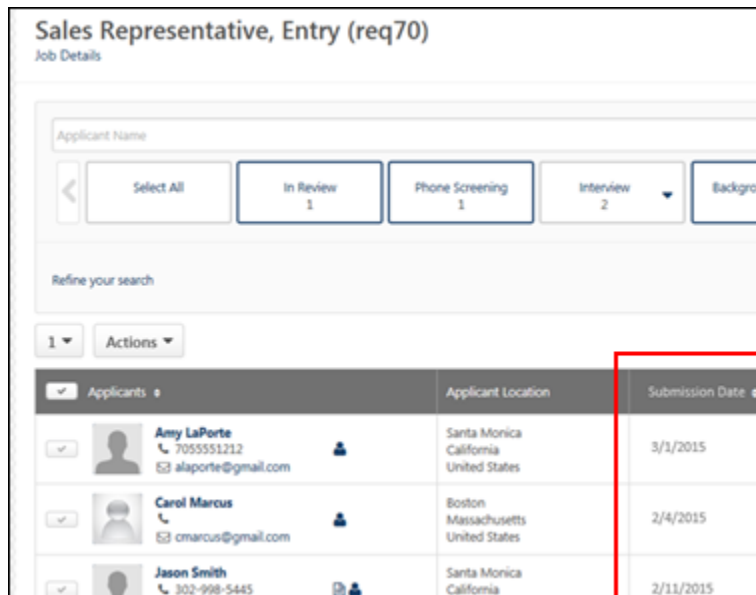 Sales Representative, Entry (req70)
Job Details
Applicant Name
Select All
In Review
1
Phone Screening
1
Interview
2
Backgro
Refine your search
1
Actions
Applicants
Applicant Location
Submission Date
Amy LaPorte
7055551212
alaporte@gmail.com
Santa Monica
California
United States
3/1/2015
Carol Marcus
cmarcus@gmail.com
Boston
Massachusetts
United States
2/4/2015
Jason Smith
302-998-5445
Santa Monica
California
2/11/2015